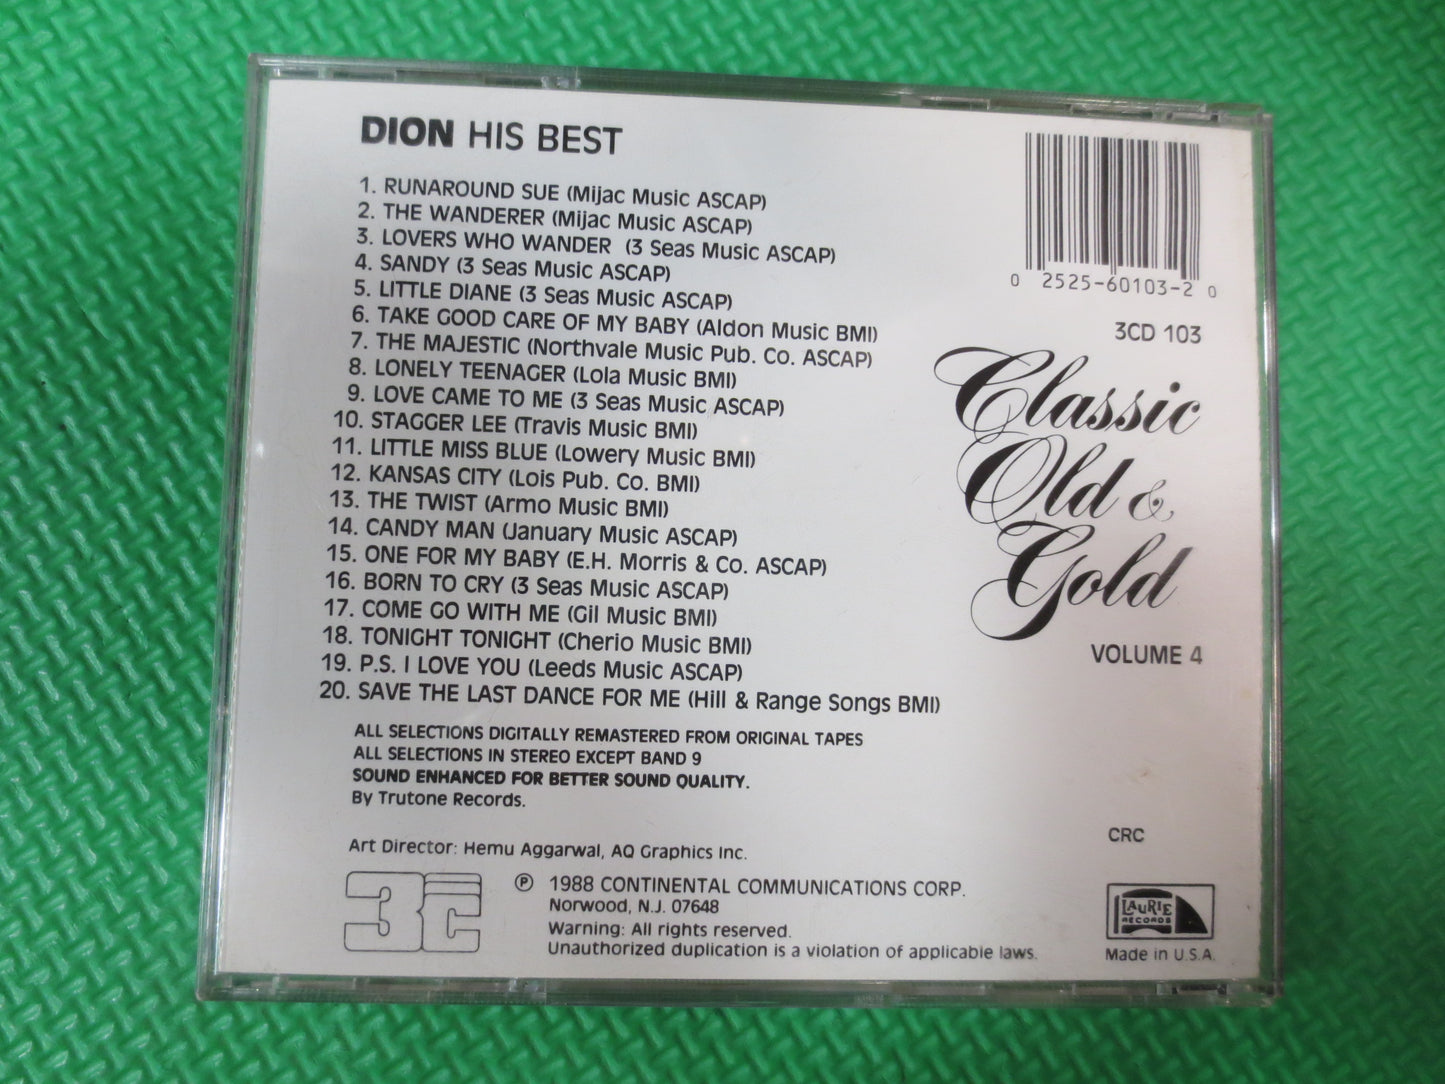 DION HIS BEST
1. RUNAROUND SUE (Mijac Music ASCAP)
2. THE WANDERER (Mijac Music ASCAP)
3. LOVERS WHO WANDER (3 Seas Music ASCAP)
4. SANDY (3 Seas Music ASCAP)
5. LITTLE DIANE (3 Seas Music ASCAP)
6. TAKE GOOD CARE OF MY BABY (Aldon Music BMI)
7. THE MAJESTIC (Northvale Music Pub. Co. ASCAP)
8. LONELY TEENAGER (Lola Music BMI)
9. LOVE CAME TO ME (3 Seas Music ASCAP)
10. STAGGER LEE (Travis Music BMI)
11. LITTLE MISS BLUE (Lowery Music BMI)
12. KANSAS CITY (Lois Pub. Co. BMI)
13. THE TWIST (Armo Music BMI)
14. CANDY MAN (January Music ASCAP)
15. ONE FOR MY BABY (E.H. Morris & Co. ASCAP)
16. BORN TO CRY (3 Seas Music ASCAP)
17. COME GO WITH ME (Gil Music BMI)
18. TONIGHT TONIGHT (Cherio Music BMI)
19. P.S. I LOVE YOU (Leeds Music ASCAP)
20. SAVE THE LAST DANCE FOR ME (Hill & Range Songs BMI)
ALL SELECTIONS DIGITALLY REMASTERED FROM ORIGINAL TAPES
ALL SELECTIONS IN STEREO EXCEPT BAND 9
SOUND ENHANCED FOR BETTER SOUND QUALITY.
By Trutone Records.
Art Director: Hemu Aggarwal, AQ Graphics Inc.
3C
℗ 1988 CONTINENTAL COMMUNICATIONS CORP.
Norwood, N.J. 07648
Warning: All rights reserved.
Unauthorized duplication is a violation of applicable laws.
0 2525-60103-2 0
3CD 103
Classic
Old &
Gold
VOLUME 4
CRC
LAURIE
RECORDS
Made in U.S.A.